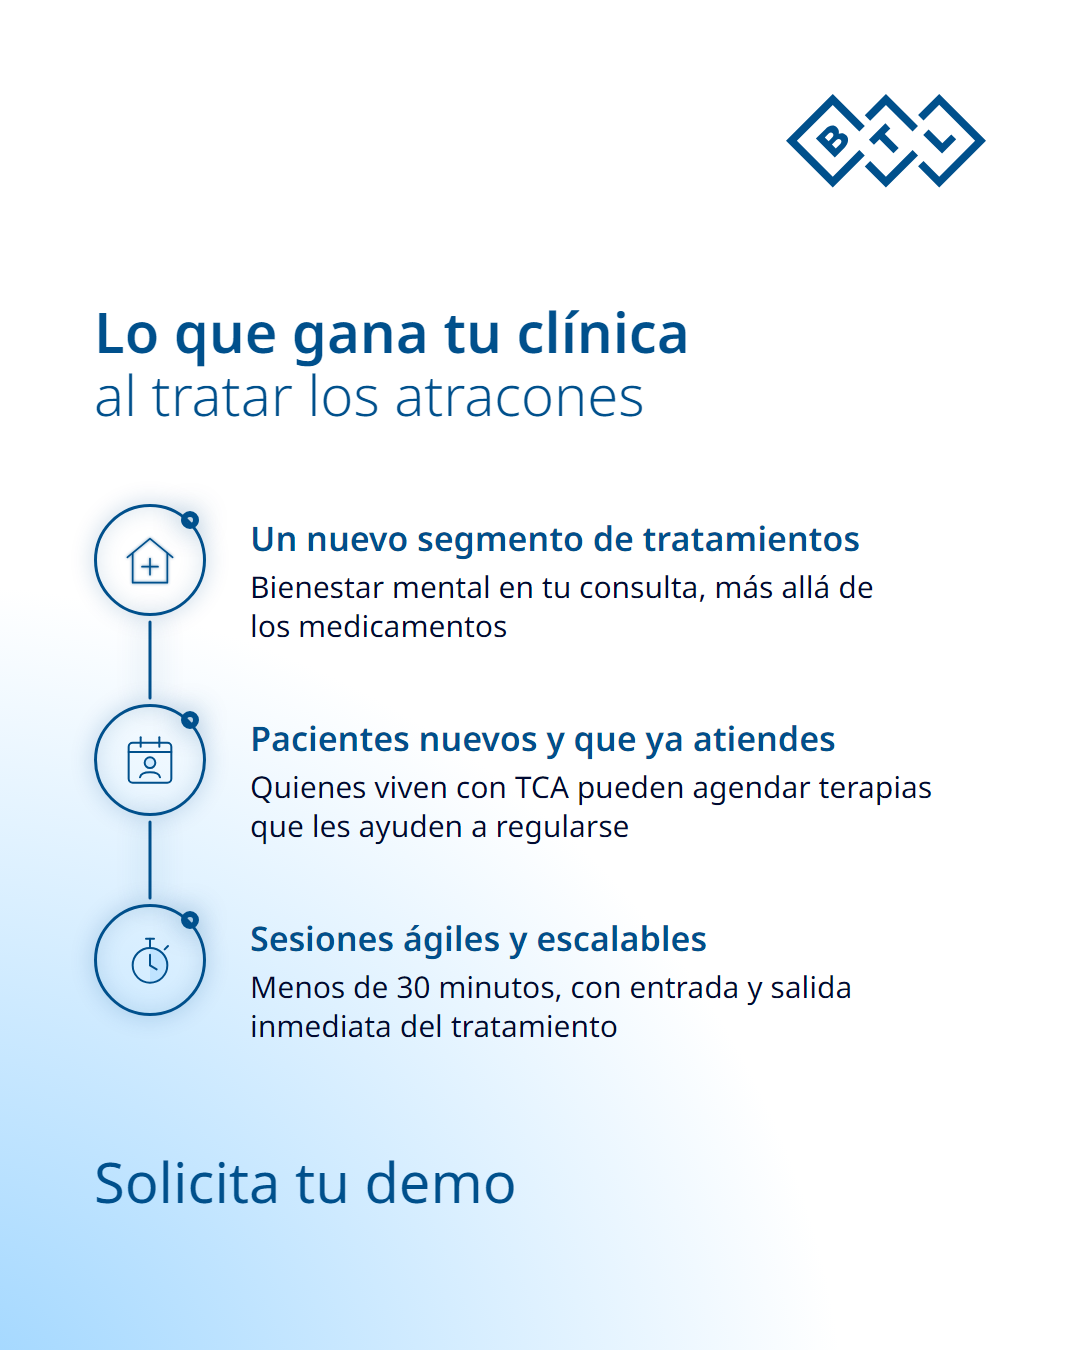 BTL
Lo que gana tu clínica
al tratar los atracones
Un nuevo segmento de tratamientos
Bienestar mental en tu consulta, más allá de
los medicamentos
Pacientes nuevos y que ya atiendes
Quienes viven con TCA pueden agendar terapias
que les ayuden a regularse
Sesiones ágiles y escalables
Menos de 30 minutos, con entrada y salida
inmediata del tratamiento
Solicita tu demo